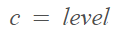 c = level